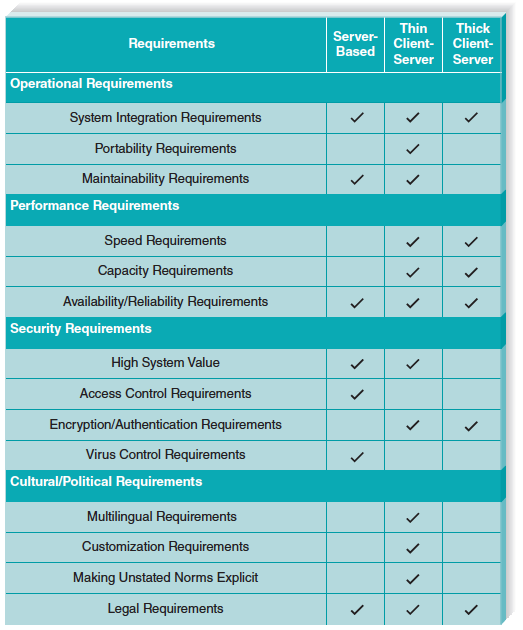 Requirements Server-Based Thin Client-Server Thick Client-Server
Operational Requirements
System Integration Requirements ✓ ✓ ✓
Portability Requirements ✓
Maintainability Requirements ✓ ✓
Performance Requirements
Speed Requirements ✓ ✓
Capacity Requirements ✓ ✓
Availability/Reliability Requirements ✓ ✓ ✓
Security Requirements
High System Value ✓ ✓
Access Control Requirements ✓
Encryption/Authentication Requirements ✓ ✓
Virus Control Requirements ✓
Cultural/Political Requirements
Multilingual Requirements ✓
Customization Requirements ✓
Making Unstated Norms Explicit ✓
Legal Requirements ✓ ✓ ✓